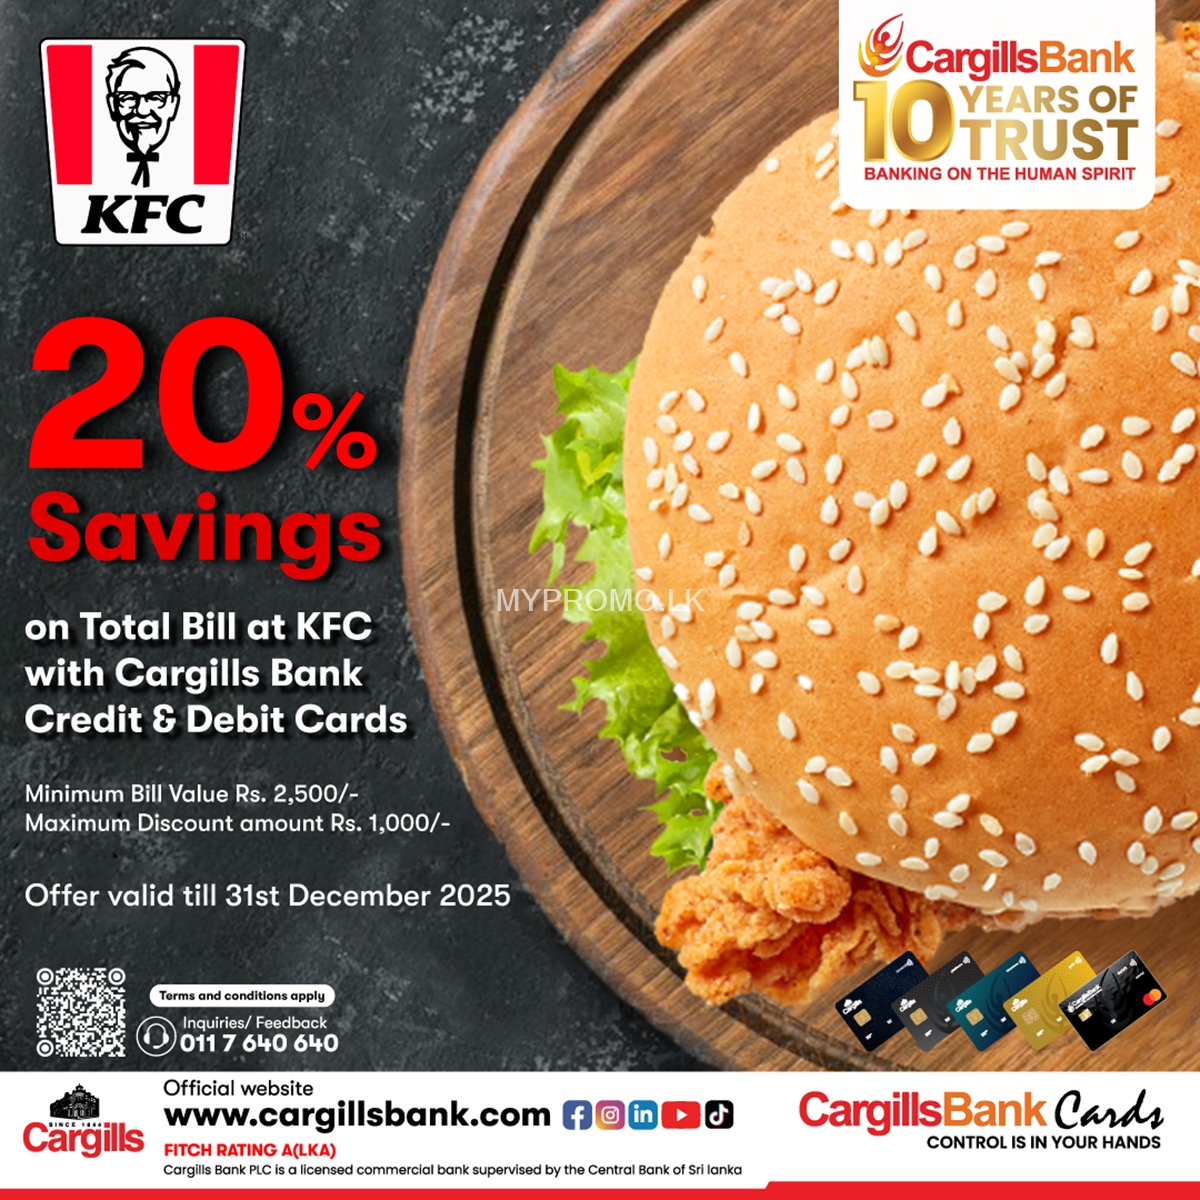 KFC
CargillsBank
10 YEARS OF
TRUST
BANKING ON THE HUMAN SPIRIT
20%
Savings
on Total Bill at KFC
with Cargills Bank
Credit & Debit Cards
MYPROMO.LK
Minimum Bill Value Rs. 2,500/-
Maximum Discount amount Rs. 1,000/-
Offer valid till 31st December 2025
Terms and conditions apply
Inquiries/ Feedback
011 7 640 640
CargillsBank
SINCE 1844
Cargills
Official website
www.cargillsbank.com
FITCH RATING A(LKA)
Cargills Bank PLC is a licensed commercial bank supervised by the Central Bank of Sri lanka
CargillsBank Cards
CONTROL IS IN YOUR HANDS